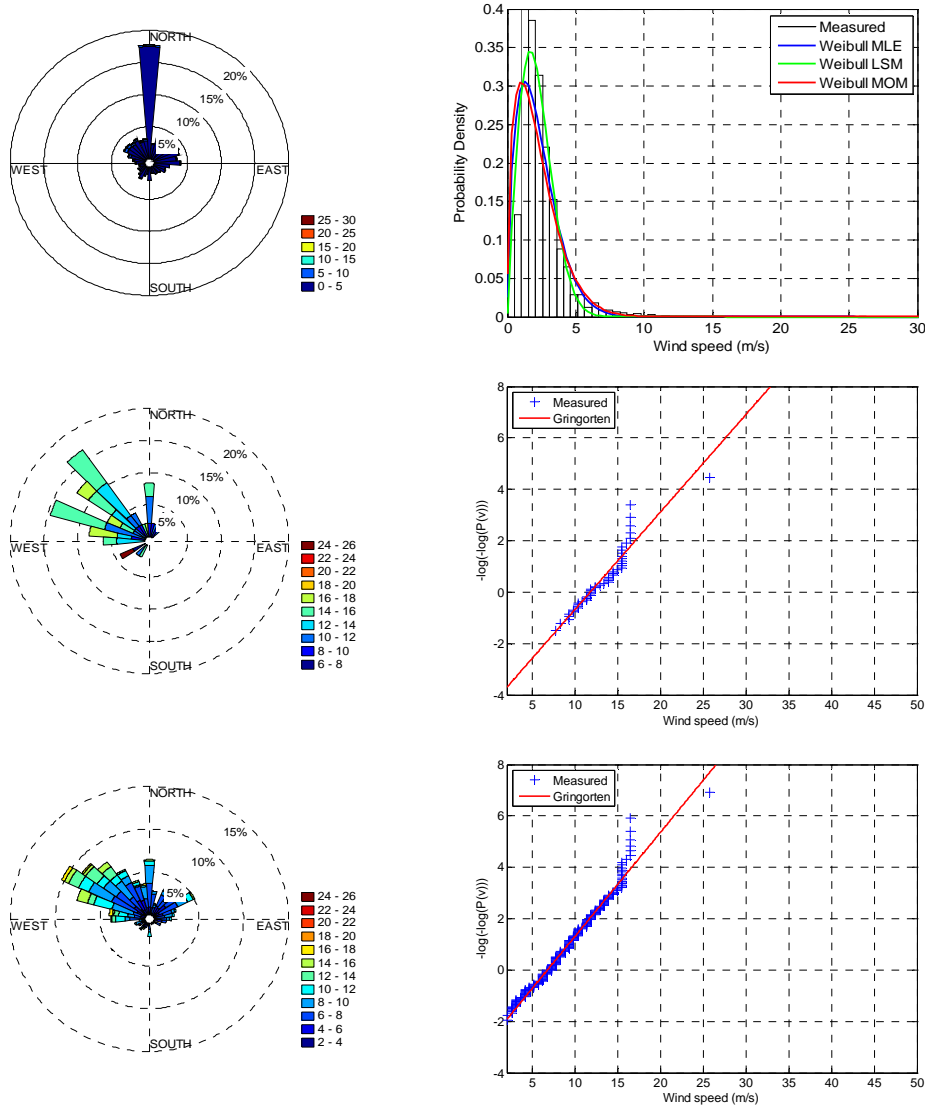 NORTH
20%
15%
10%
5%
WEST
EAST
SOUTH
25 - 30
20 - 25
15 - 20
10 - 15
5 - 10
0 - 5
0.4
0.35
0.3
0.25
0.2
0.15
0.1
0.05
0
Probability Density
Measured
Weibull MLE
Weibull LSM
Weibull MOM
0 5 10 15 20 25 30
Wind speed (m/s)
NORTH
20%
15%
10%
5%
WEST
EAST
SOUTH
24 - 26
22 - 24
20 - 22
18 - 20
16 - 18
14 - 16
12 - 14
10 - 12
8 - 10
6 - 8
8
6
4
2
0
-2
-4
-log(-log(P(v)))
Measured
Gringorten
5 10 15 20 25 30 35 40 45 50
Wind speed (m/s)
NORTH
15%
10%
5%
WEST
EAST
SOUTH
24 - 26
22 - 24
20 - 22
18 - 20
16 - 18
14 - 16
12 - 14
10 - 12
8 - 10
6 - 8
4 - 6
2 - 4
8
6
4
2
0
-2
-4
-log(-log(P(v)))
Measured
Gringorten
5 10 15 20 25 30 35 40 45 50
Wind speed (m/s)